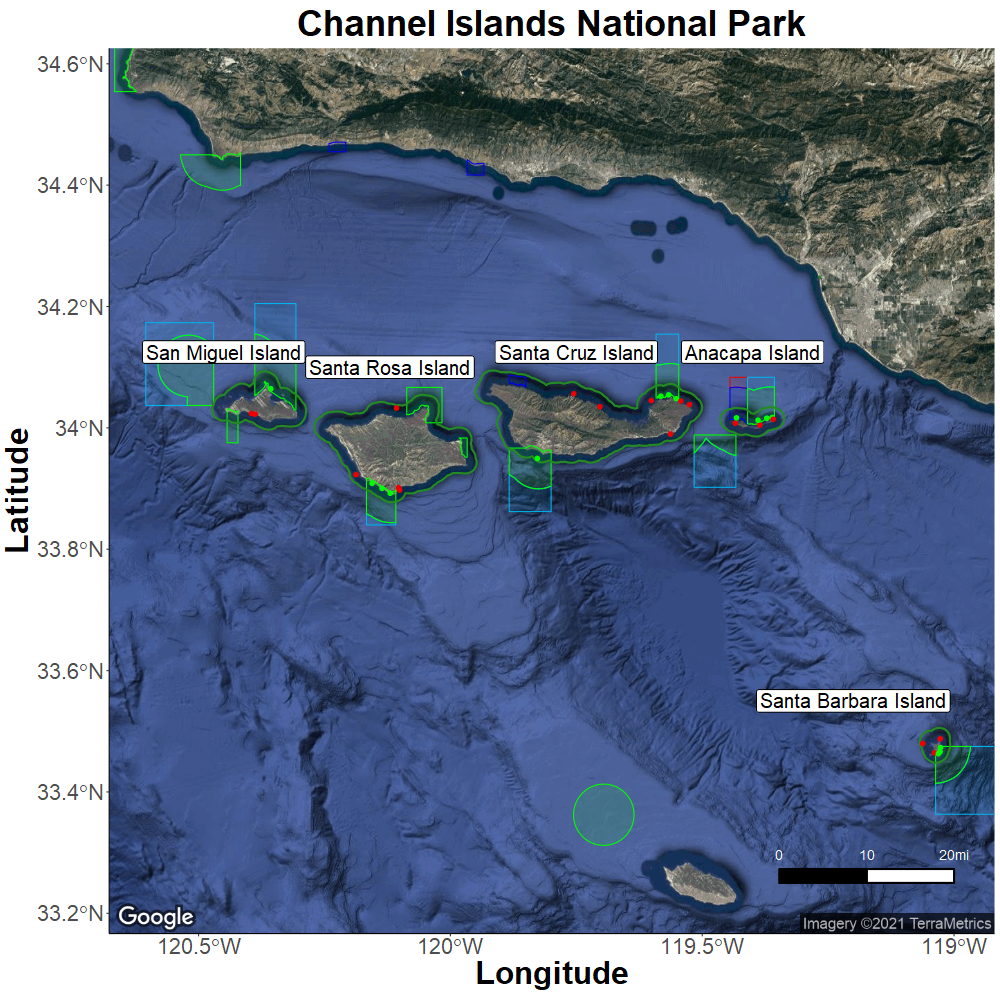 Channel Islands National Park
34.6°N
34.4°N
34.2°N
34°N
33.8°N
33.6°N
33.4°N
33.2°N
Latitude
San Miguel Island
Santa Rosa Island
Santa Cruz Island
Anacapa Island
Santa Barbara Island
0 10 20mi
Google
Imagery ©2021 TerraMetrics
120.5°W 120°W 119.5°W 119°W
Longitude